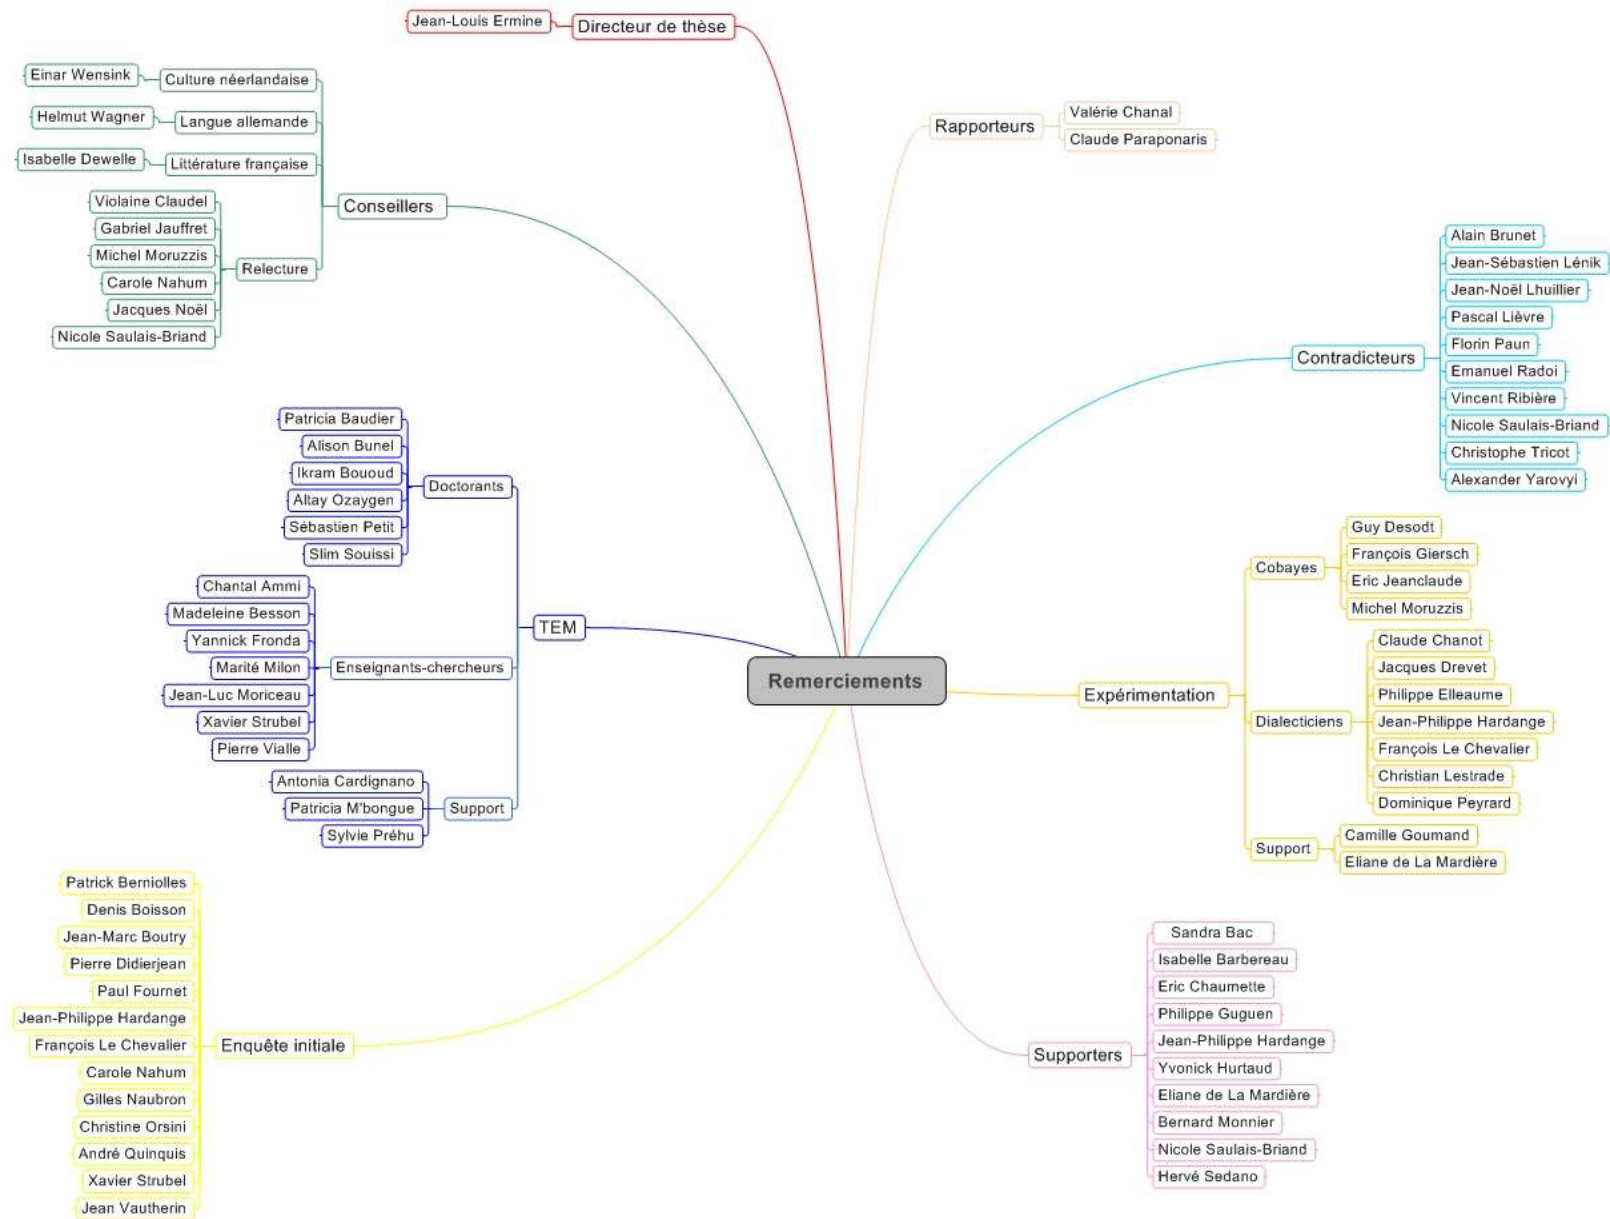 Jean-Louis Ermine
Directeur de thèse
Einar Wensink
Culture néerlandaise
Helmut Wagner
Langue allemande
Isabelle Dewelle
Littérature française
Violaine Claudel
Gabriel Jauffret
Michel Moruzzis
Carole Nahum
Jacques Noël
Nicole Saulais-Briand
Relecture
Conseillers
Rapporteurs
Valérie Chanal
Claude Paraponaris
Contradicteurs
Alain Brunet
Jean-Sébastien Lénik
Jean-Noël Lhuillier
Pascal Lièvre
Florin Paun
Emanuel Radoi
Vincent Ribière
Nicole Saulais-Briand
Christophe Tricot
Alexander Yarovyi
Patricia Baudier
Alison Bunel
Ikram Bououd
Altay Ozaygen
Sébastien Petit
Slim Souissi
Doctorants
Chantal Ammi
Madeleine Besson
Yannick Fronda
Marité Milon
Jean-Luc Moriceau
Xavier Strubel
Pierre Vialle
Enseignants-chercheurs
Antonia Cardignano
Patricia M'bongue
Sylvie Préhu
Support
TEM
Remerciements
Expérimentation
Cobayes
Guy Desodt
François Giersch
Eric Jeanclaude
Michel Moruzzis
Dialecticiens
Claude Chanot
Jacques Drevet
Philippe Elleaume
Jean-Philippe Hardange
François Le Chevalier
Christian Lestrade
Dominique Peyrard
Support
Camille Goumand
Eliane de La Mardière
Patrick Berniolles
Denis Boisson
Jean-Marc Boutry
Pierre Didierjean
Paul Fournet
Jean-Philippe Hardange
François Le Chevalier
Carole Nahum
Gilles Naubron
Christine Orsini
André Quinquis
Xavier Strubel
Jean Vautherin
Enquête initiale
Supporters
Sandra Bac
Isabelle Barbereau
Eric Chaumette
Philippe Guguen
Jean-Philippe Hardange
Yvonick Hurtaud
Eliane de La Mardière
Bernard Monnier
Nicole Saulais-Briand
Hervé Sedano